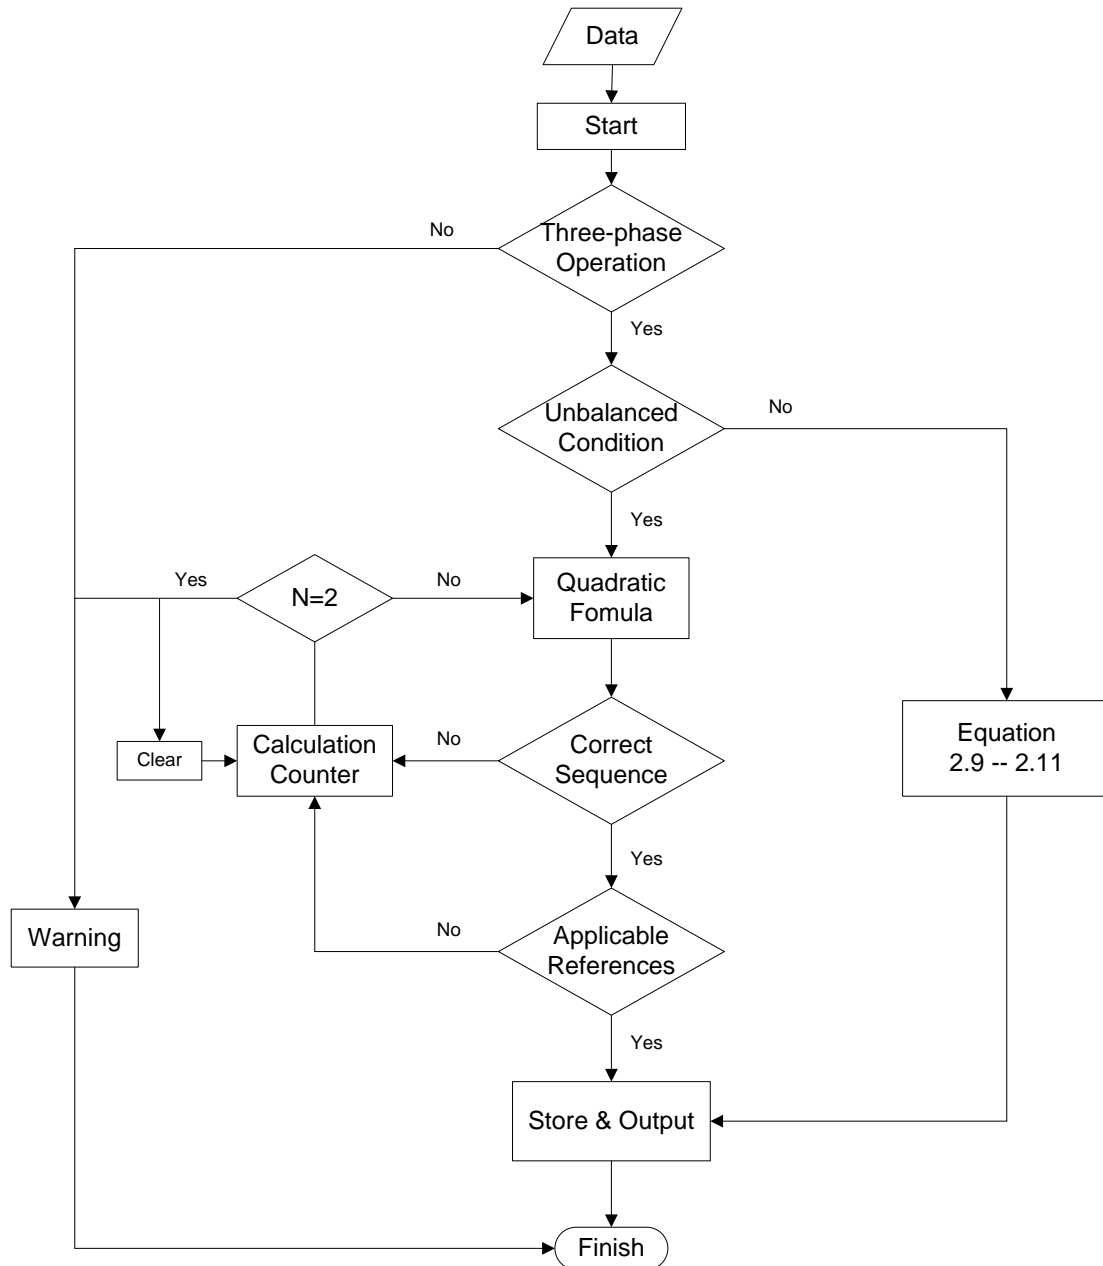 Data
Start
No
Three-phase
Operation
Yes
Unbalanced
Condition
No
Yes
Yes
N=2
No
Quadratic
Fomula
Clear
Calculation
Counter
No
Correct
Sequence
Equation
2.9 -- 2.11
Yes
Warning
No
Applicable
References
Yes
Store & Output
Finish